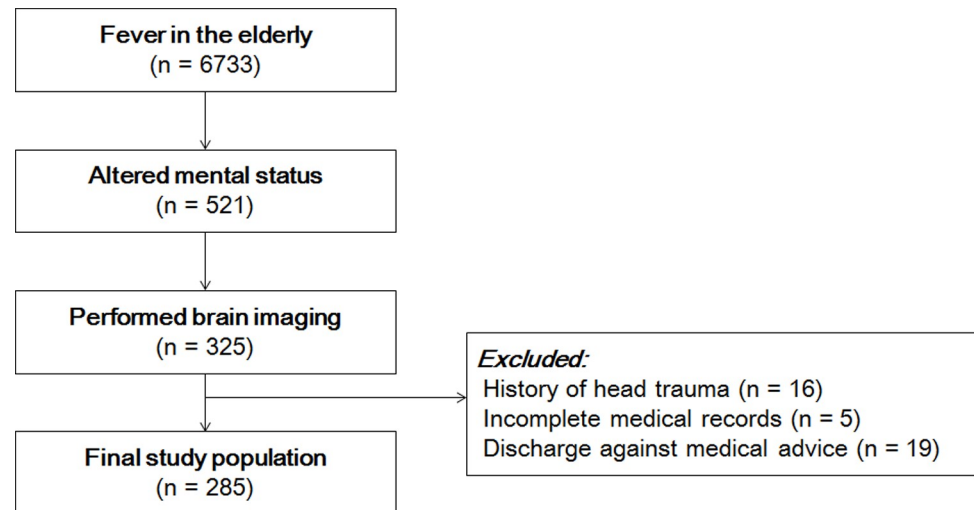 Fever in the elderly
(n = 6733)
Altered mental status
(n = 521)
Performed brain imaging
(n = 325)
Excluded:
History of head trauma (n = 16)
Incomplete medical records (n = 5)
Discharge against medical advice (n = 19)
Final study population
(n = 285)